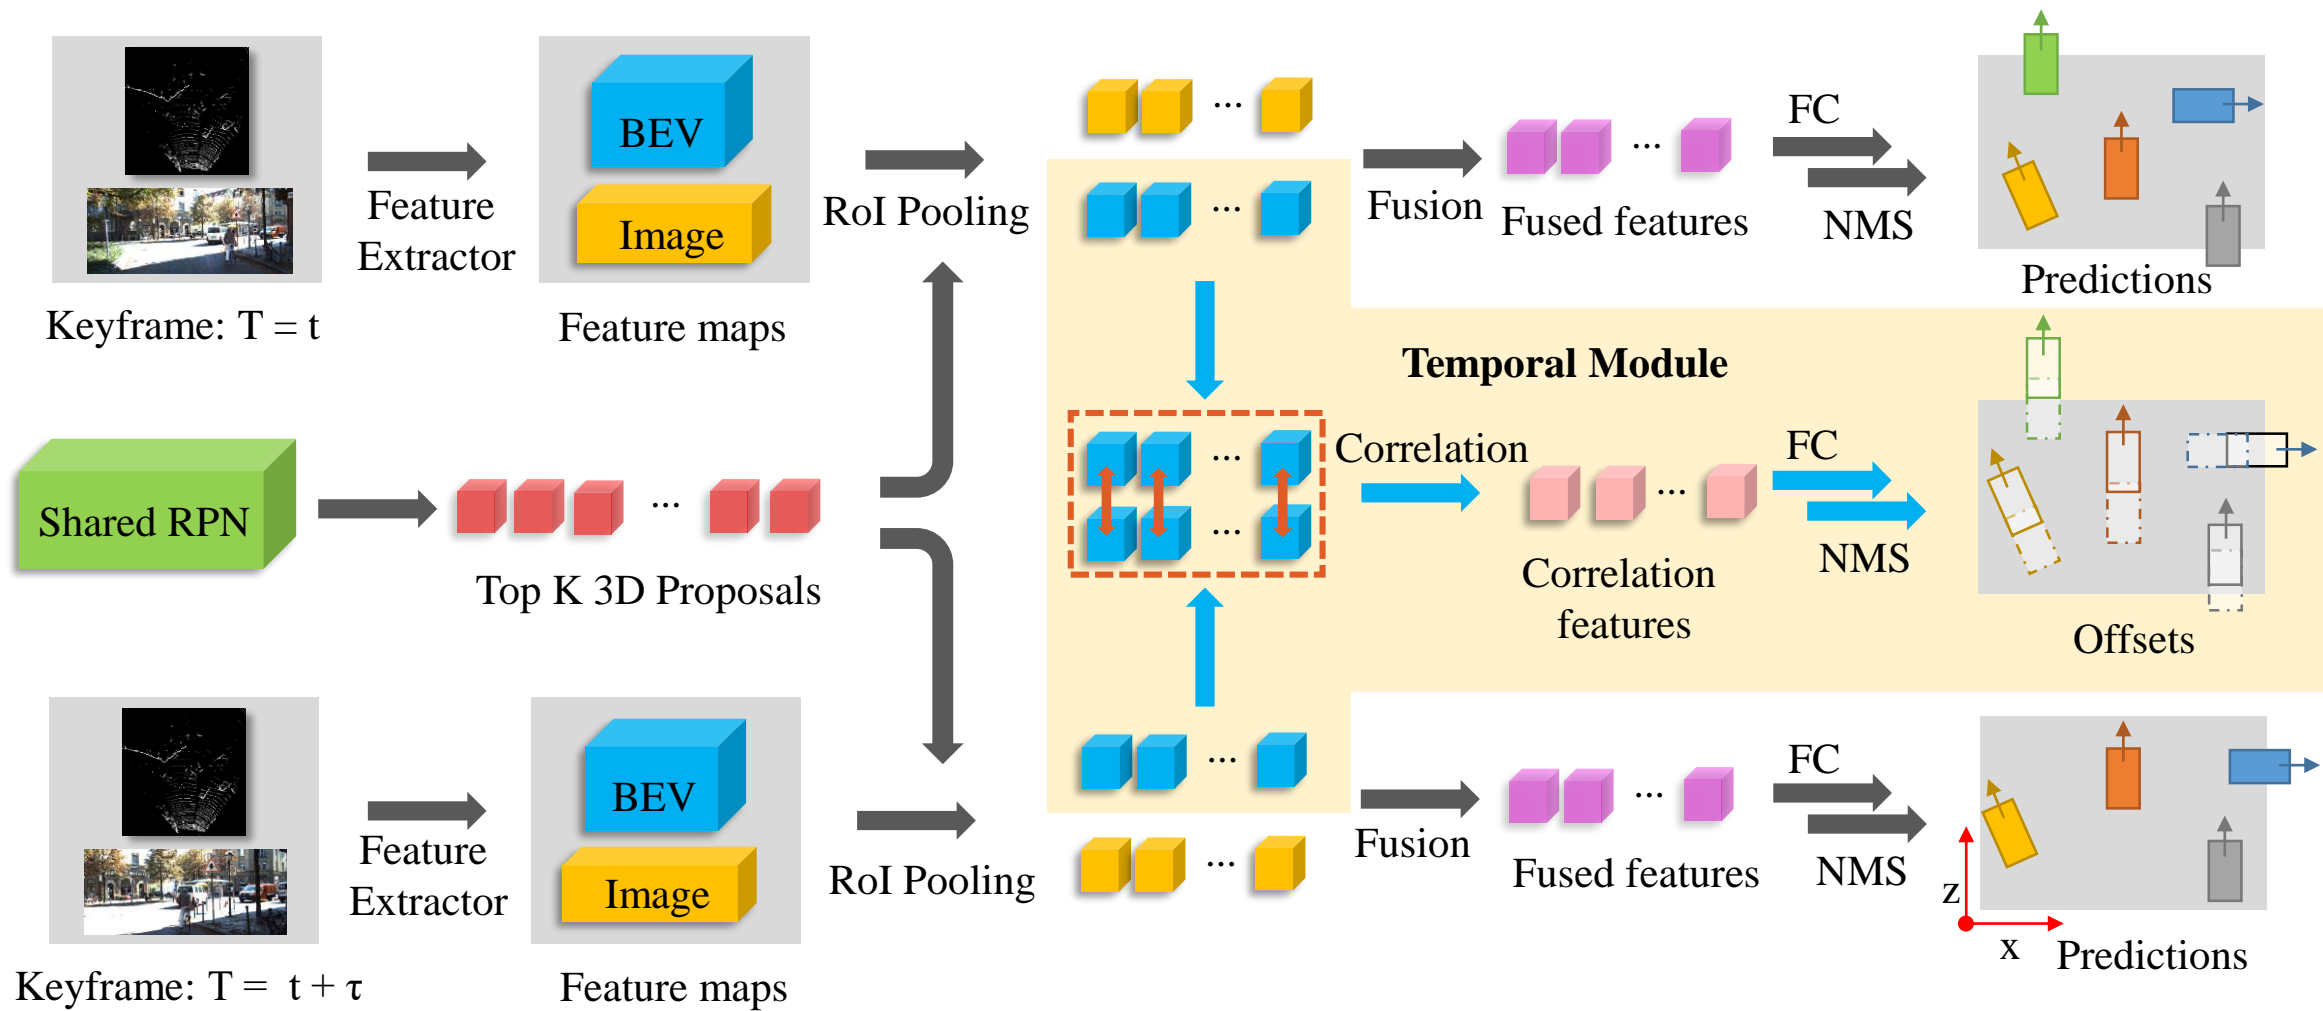 BEV
Image
Feature
Extractor
Keyframe: T = t
Feature maps
RoI Pooling
...
...
Fusion
...
Fused features
FC
NMS
Predictions
Temporal Module
Shared RPN
...
Top K 3D Proposals
...
...
Correlation
...
Correlation
features
FC
NMS
Offsets
BEV
Image
Feature
Extractor
Keyframe: T = t + τ
Feature maps
RoI Pooling
...
...
Fusion
...
Fused features
FC
NMS
z
x
Predictions